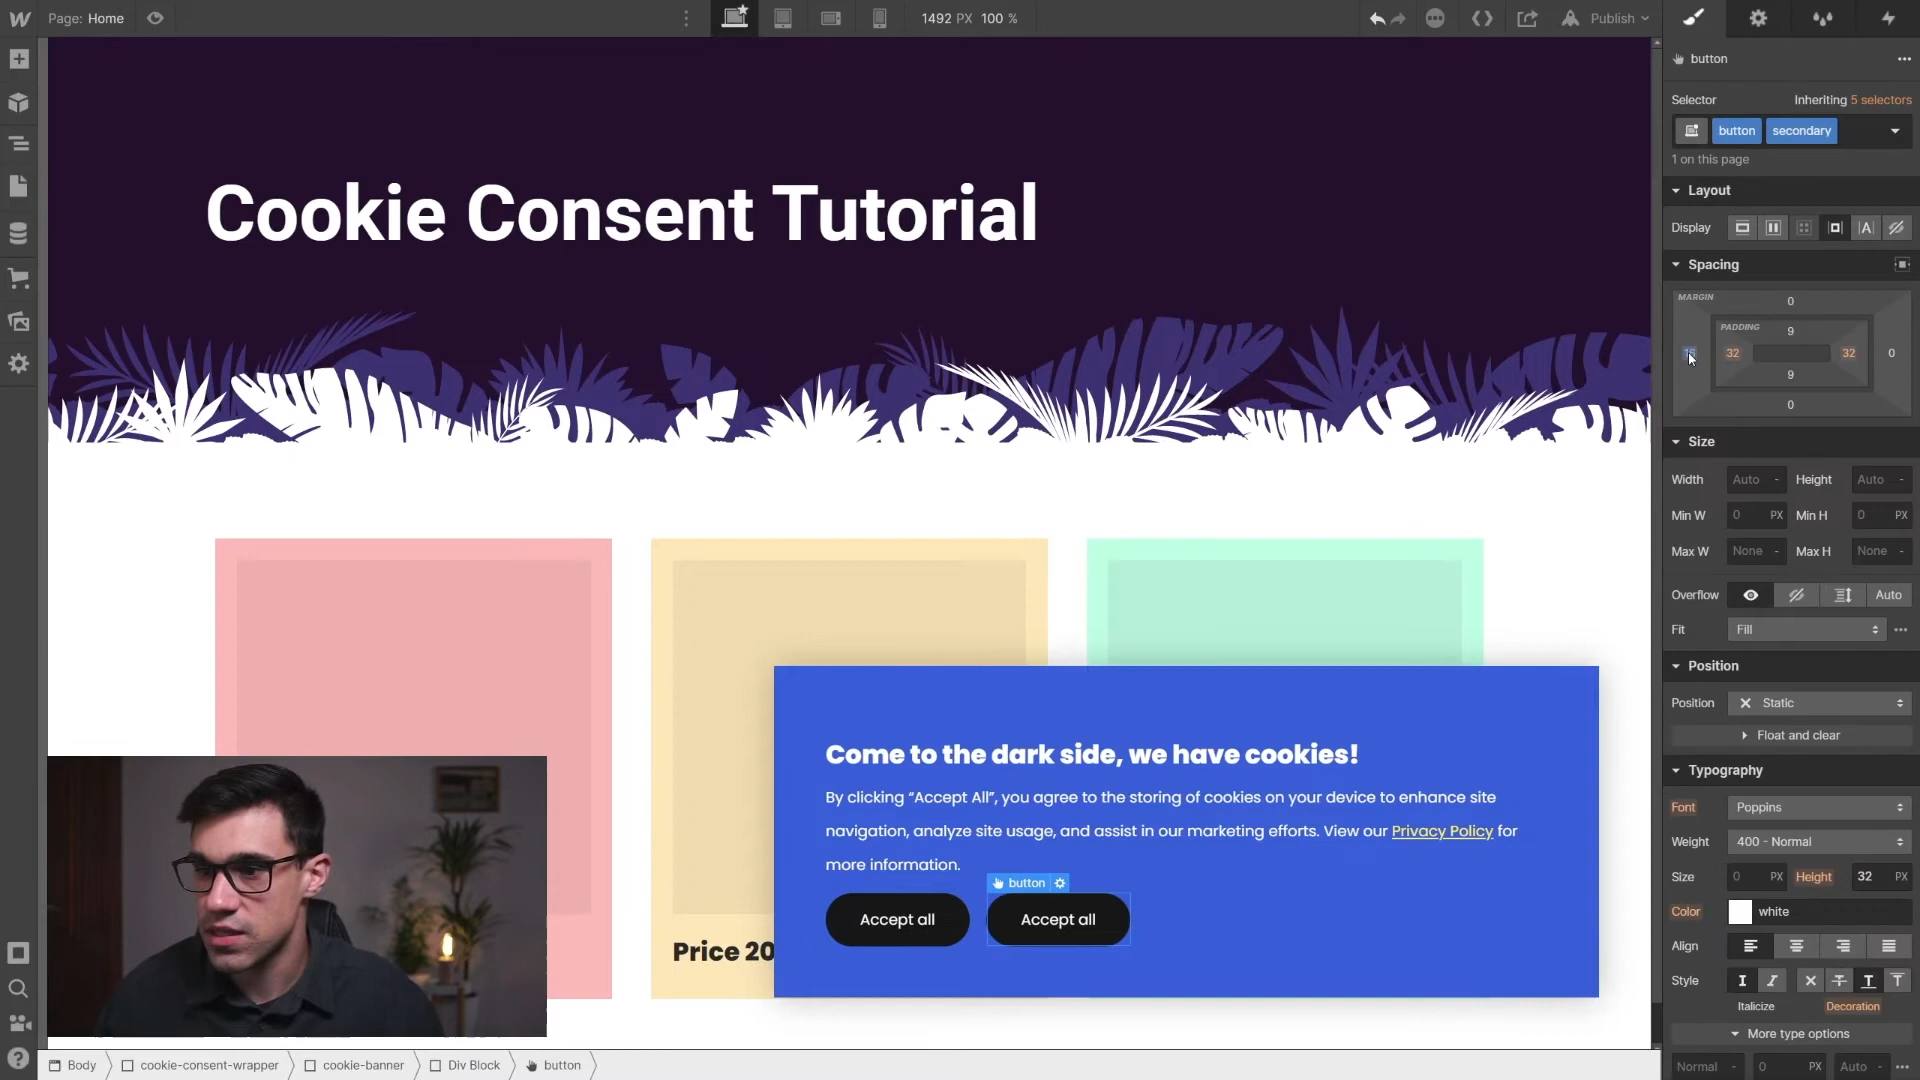 Page: Home
1492 PX 100 %
Publish
button
Selector
Inheriting 5 selectors
button secondary
1 on this page
Layout
Display
Spacing
MARGIN
0
PADDING
9
32
32
0
9
0
Size
Width Auto - Height Auto -
Min W 0 PX Min H 0 PX
Max W None - Max H None -
Overflow Auto
Fit Fill
Position
Position Static
Float and clear
Typography
Font Poppins
Weight 400 - Normal
Size 0 PX Height 32 PX
Color white
Align
Style
Italicize Decoration
More type options
Normal - 0 PX Auto -
Cookie Consent Tutorial
Price 20
Come to the dark side, we have cookies!
By clicking “Accept All”, you agree to the storing of cookies on your device to enhance site
navigation, analyze site usage, and assist in our marketing efforts. View our Privacy Policy for
more information.
button
Accept all
Accept all
Body cookie-consent-wrapper cookie-banner Div Block button